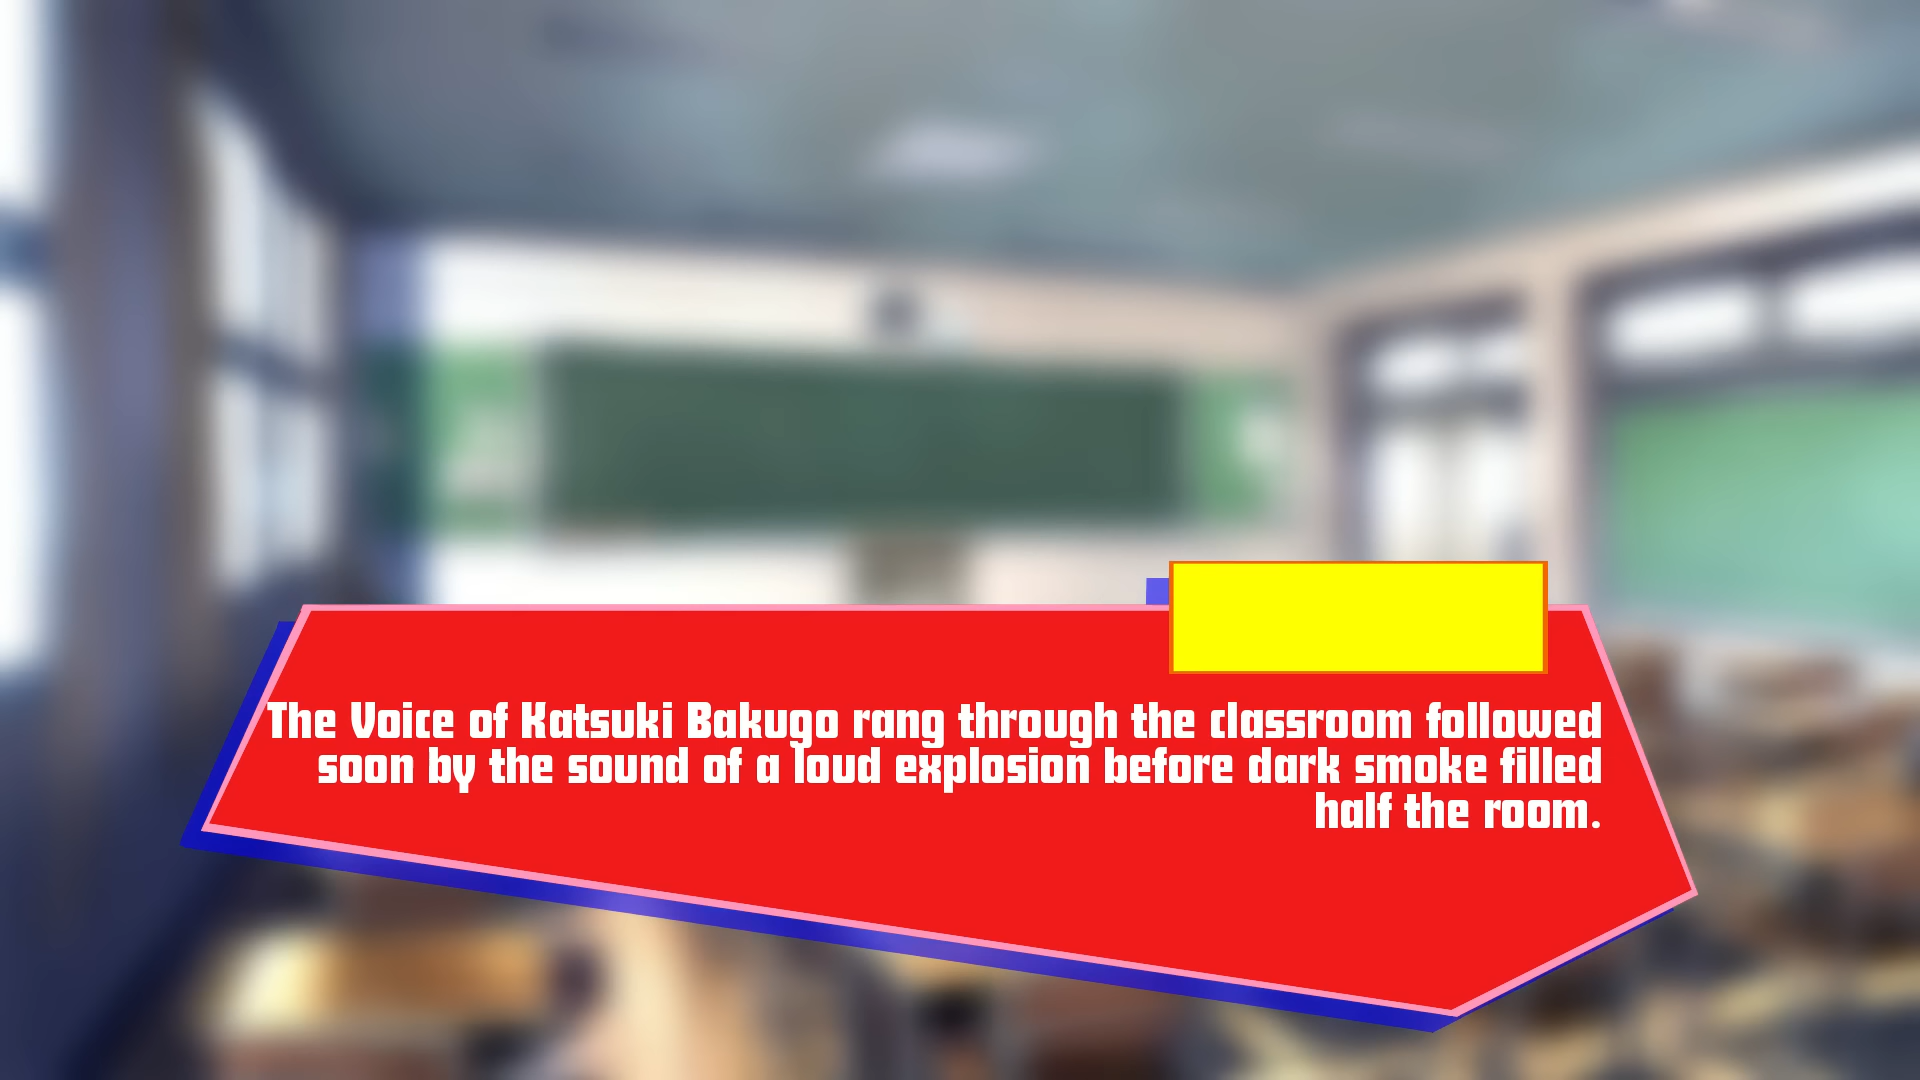 The Voice of Katsuki Bakugo rang through the classroom followed
soon by the sound of a loud explosion before dark smoke filled
half the room.